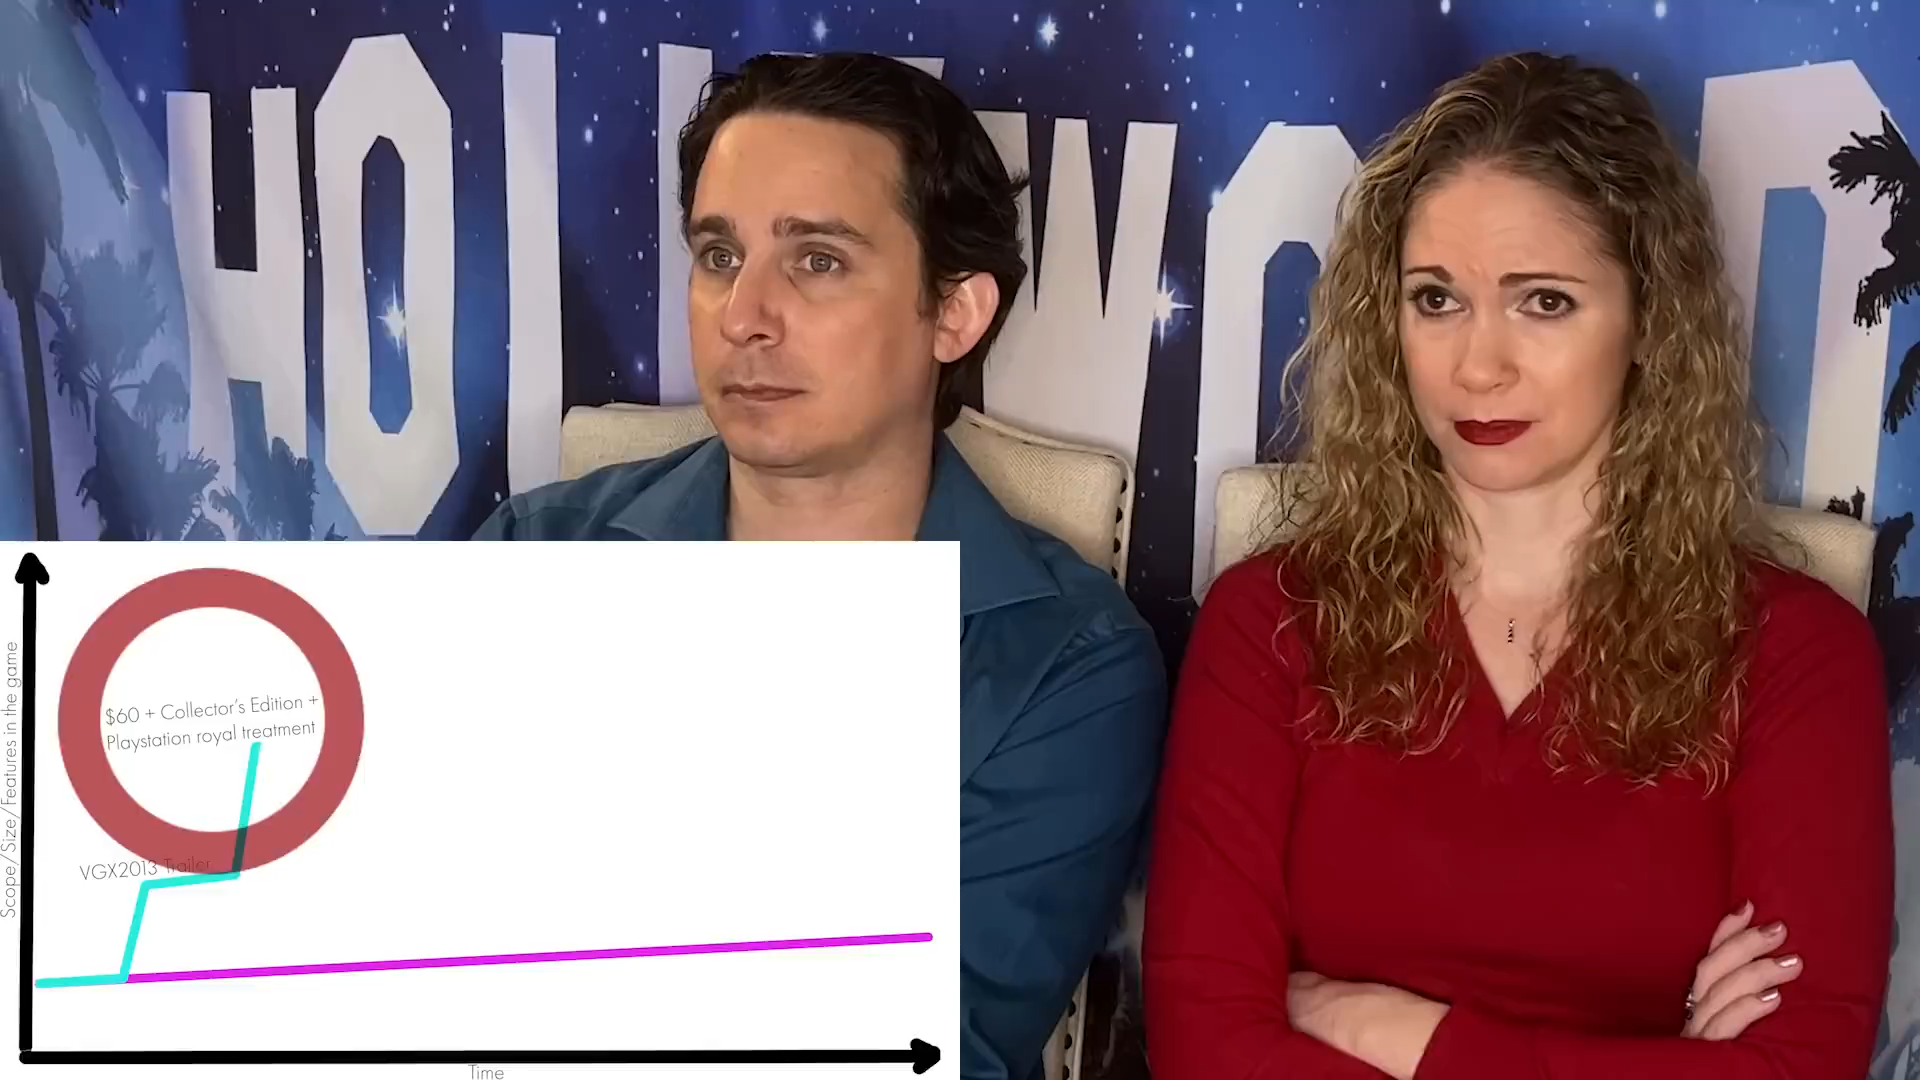 HOLLYWOOD
$60 + Collector's Edition +
Playstation royal treatment
VGX2013 Trailer
Scope/Size/Features in the game
Time